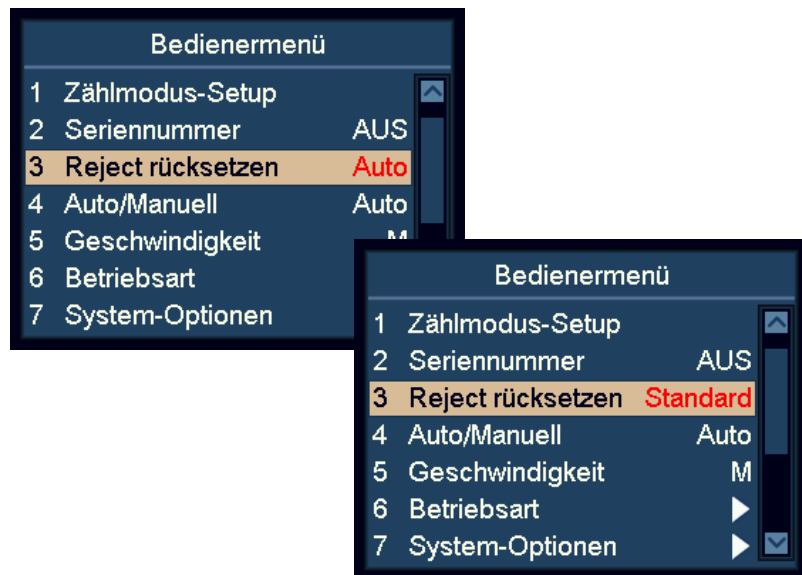 Bedienermenü
1 Zählmodus-Setup
2 Seriennummer AUS
3 Reject rücksetzen Auto
4 Auto/Manuell Auto
5 Geschwindigkeit M
6 Betriebsart
7 System-Optionen
Bedienermenü
1 Zählmodus-Setup
2 Seriennummer AUS
3 Reject rücksetzen Standard
4 Auto/Manuell Auto
5 Geschwindigkeit M
6 Betriebsart
7 System-Optionen